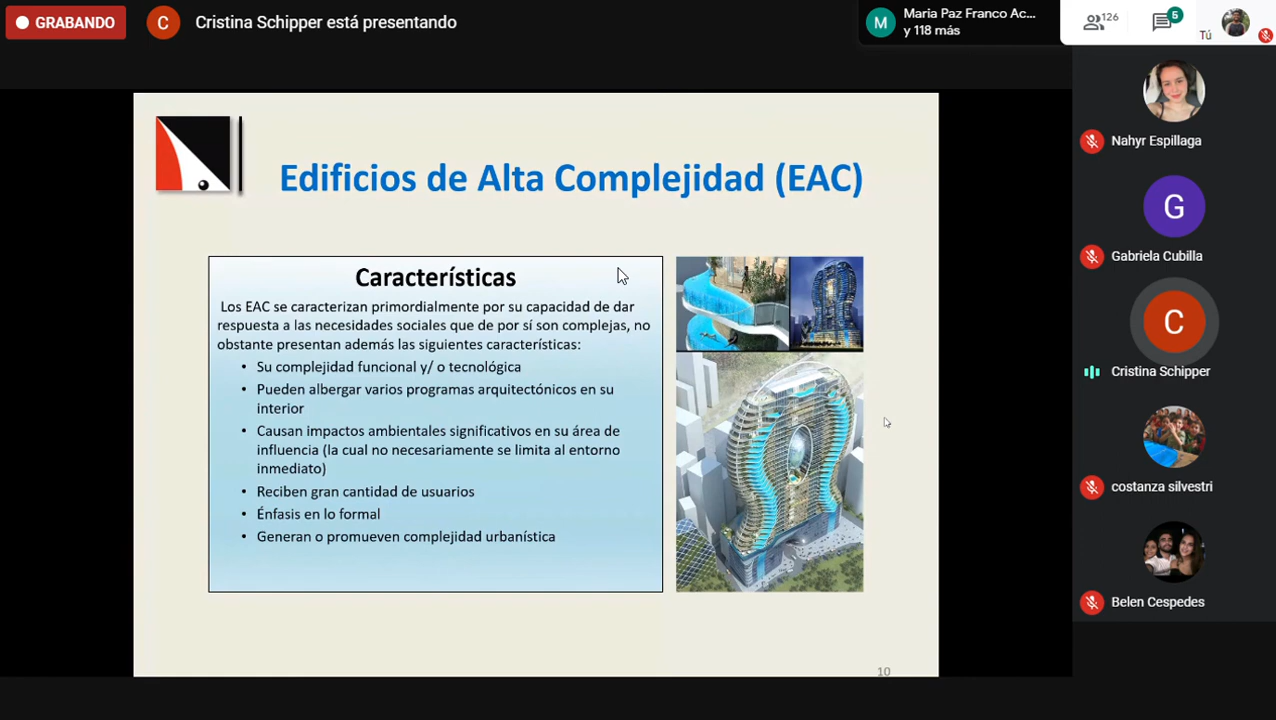 GRABANDO
C
Cristina Schipper está presentando
M
Maria Paz Franco Ac...
y 118 más
126
5
Tú
Edificios de Alta Complejidad (EAC)
Características
Los EAC se caracterizan primordialmente por su capacidad de dar
respuesta a las necesidades sociales que de por sí son complejas, no
obstante presentan además las siguientes características:
• Su complejidad funcional y/ o tecnológica
• Pueden albergar varios programas arquitectónicos en su
interior
• Causan impactos ambientales significativos en su área de
influencia (la cual no necesariamente se limita al entorno
inmediato)
• Reciben gran cantidad de usuarios
• Énfasis en lo formal
• Generan o promueven complejidad urbanística
10
Nahyr Espillaga
G
Gabriela Cubilla
C
Cristina Schipper
costanza silvestri
Belen Cespedes